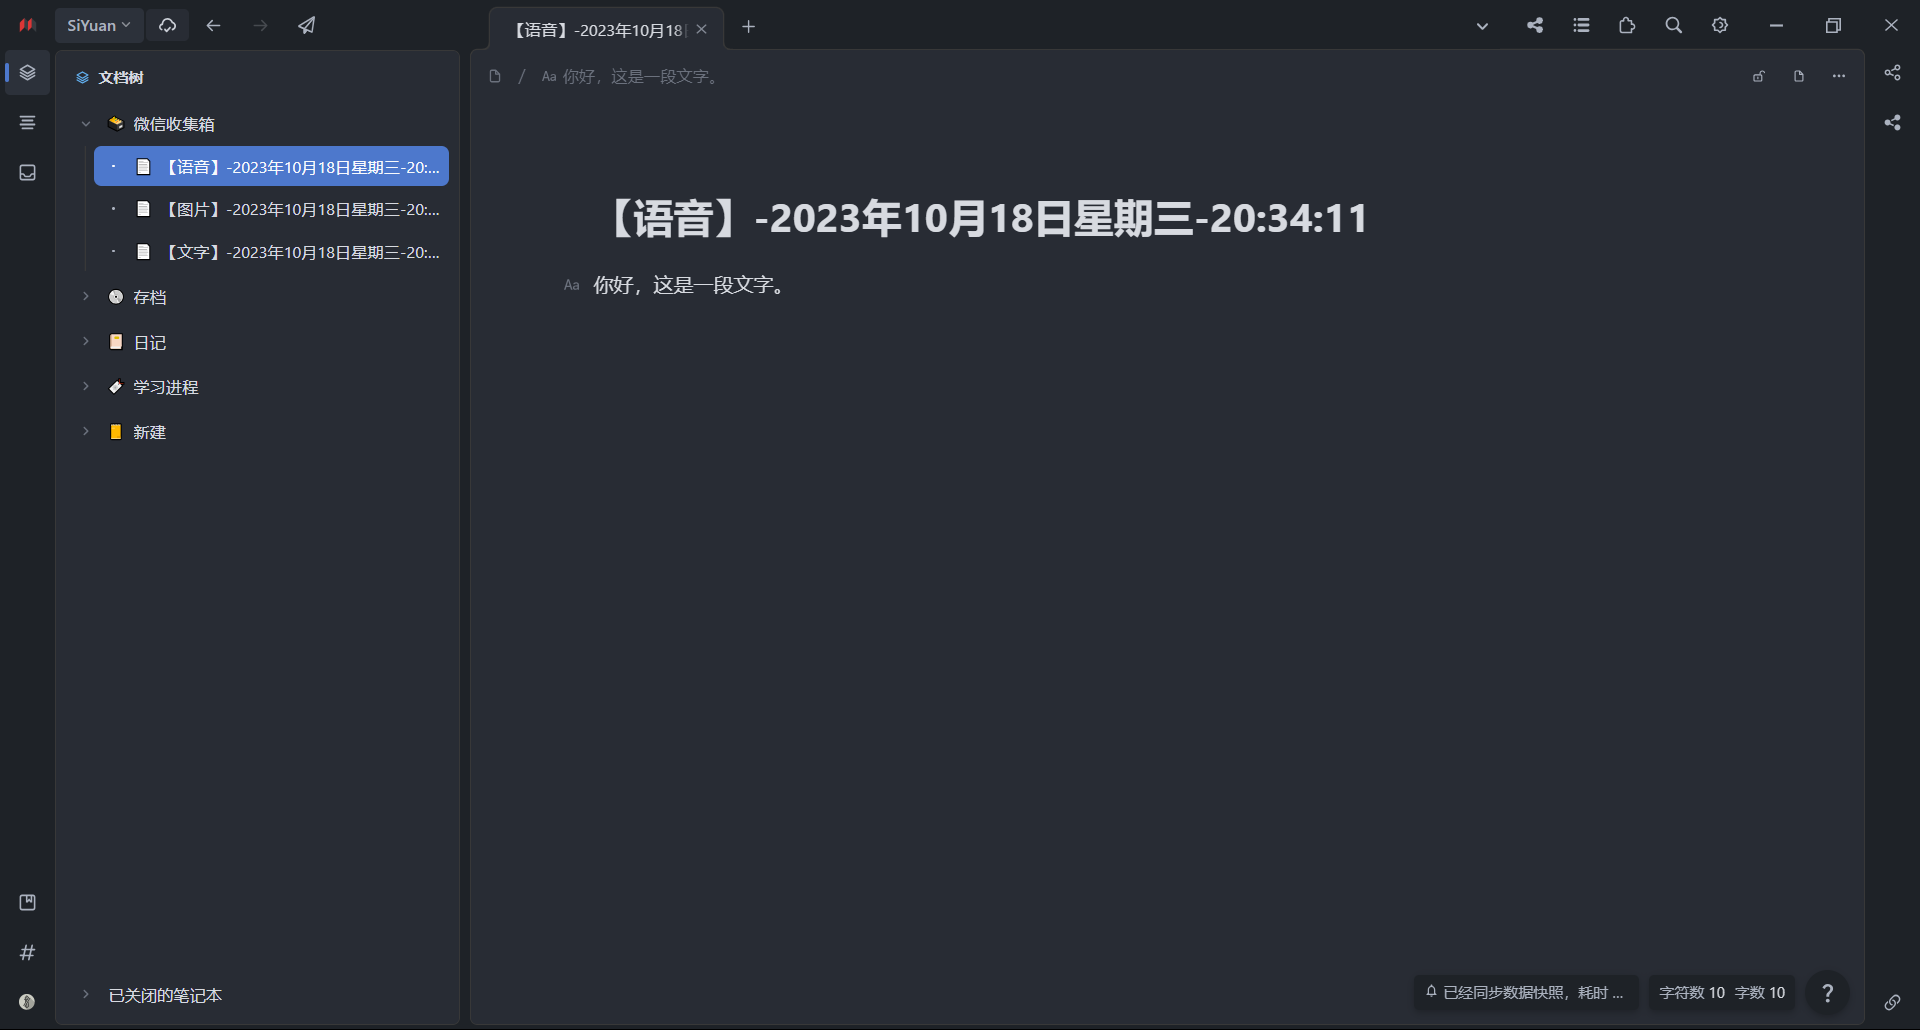 SiYuan
【语音】-2023年10月18
文档树
微信收集箱
【语音】-2023年10月18日星期三-20:...
【图片】-2023年10月18日星期三-20:...
【文字】-2023年10月18日星期三-20:...
存档
日记
学习进程
新建
已关闭的笔记本
/ Aa 你好，这是一段文字。
【语音】-2023年10月18日星期三-20:34:11
Aa 你好，这是一段文字。
已经同步数据快照，耗时 ...
字符数 10 字数 10
?